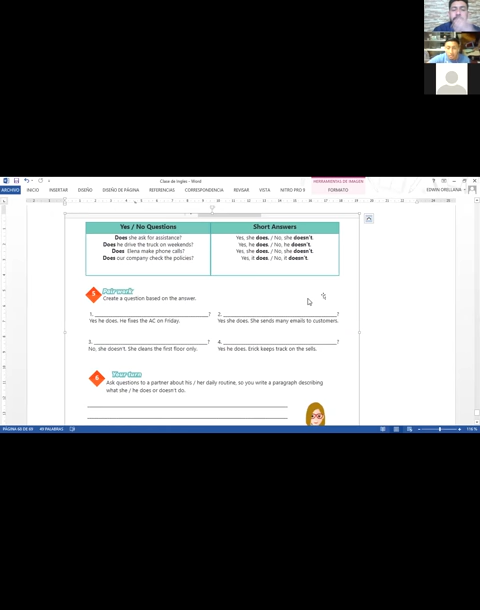 Clase de Ingles - Word
HERRAMIENTAS DE IMAGEN
ARCHIVO INICIO INSERTAR DISEÑO DISEÑO DE PÁGINA REFERENCIAS CORRESPONDENCIA REVISAR VISTA NITRO PRO 9 FORMATO EDWIN ORELLANA
Yes / No Questions
Does she ask for assistance?
Does he drive the truck on weekends?
Does Elena make phone calls?
Does our company check the policies?
Short Answers
Yes, she does. / No, she doesn't.
Yes, he does. / No, he doesn't.
Yes, she does. / No, she doesn't.
Yes, it does. / No, it doesn't.
5 Pair work
Create a question based on the answer.
1. ______________________________?
Yes he does. He fixes the AC on Friday.
2. ______________________________?
Yes she does. She sends many emails to customers.
3. ______________________________?
No, she doesn't. She cleans the first floor only.
4. ______________________________?
Yes he does. Erick keeps track on the sells.
6 Your turn
Ask questions to a partner about his / her daily routine, so you write a paragraph describing
what she / he does or doesn't do.